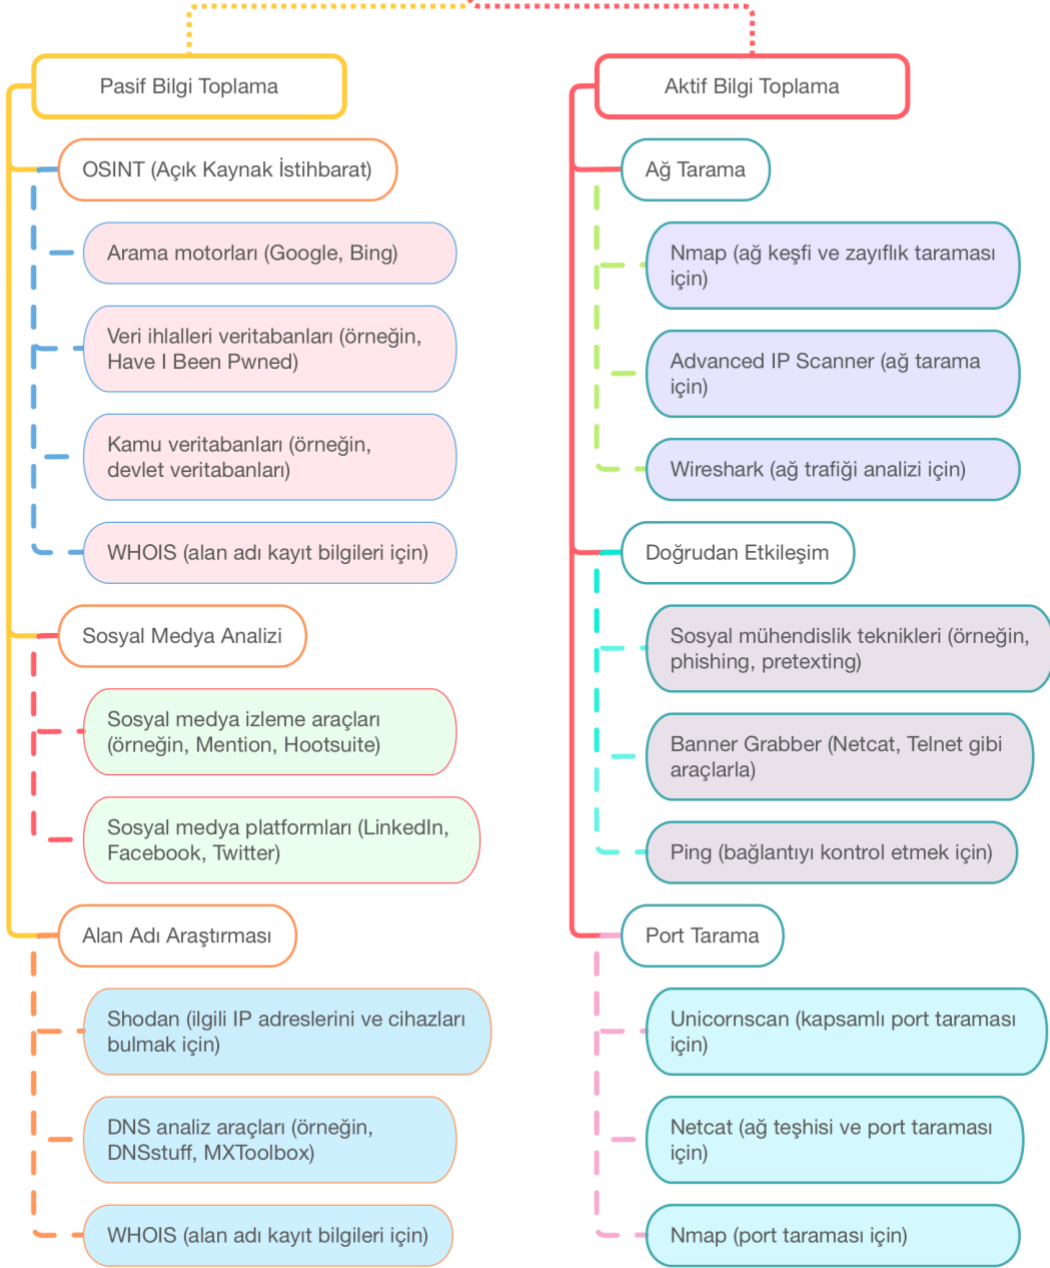 Pasif Bilgi Toplama
OSINT (Açık Kaynak İstihbarat)
Arama motorları (Google, Bing)
Veri ihlalleri veritabanları (örneğin,
Have I Been Pwned)
Kamu veritabanları (örneğin,
devlet veritabanları)
WHOIS (alan adı kayıt bilgileri için)
Sosyal Medya Analizi
Sosyal medya izleme araçları
(örneğin, Mention, Hootsuite)
Sosyal medya platformları (LinkedIn,
Facebook, Twitter)
Alan Adı Araştırması
Shodan (ilgili IP adreslerini ve cihazları
bulmak için)
DNS analiz araçları (örneğin,
DNSstuff, MXToolbox)
WHOIS (alan adı kayıt bilgileri için)
Aktif Bilgi Toplama
Ağ Tarama
Nmap (ağ keşfi ve zayıflık taraması
için)
Advanced IP Scanner (ağ tarama
için)
Wireshark (ağ trafiği analizi için)
Doğrudan Etkileşim
Sosyal mühendislik teknikleri (örneğin,
phishing, pretexting)
Banner Grabber (Netcat, Telnet gibi
araçlarla)
Ping (bağlantıyı kontrol etmek için)
Port Tarama
Unicornscan (kapsamlı port taraması
için)
Netcat (ağ teşhisi ve port taraması
için)
Nmap (port taraması için)